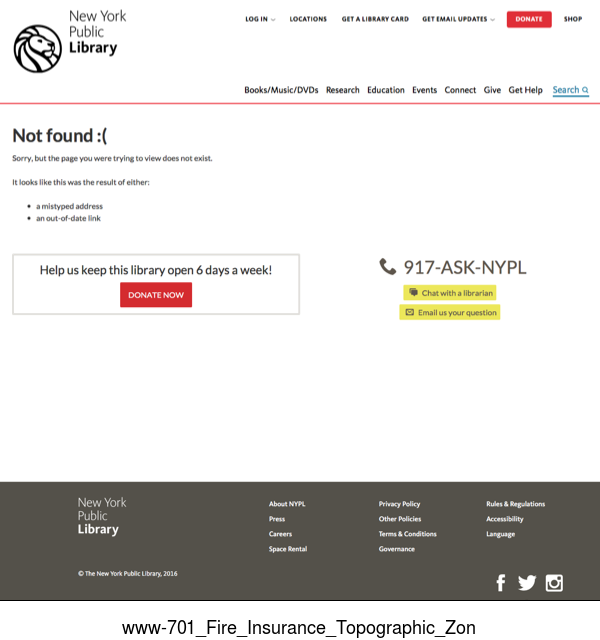 New York
Public
Library
LOG IN LOCATIONS GET A LIBRARY CARD GET EMAIL UPDATES DONATE SHOP
Books/Music/DVDs Research Education Events Connect Give Get Help Search
Not found :(
Sorry, but the page you were trying to view does not exist.
It looks like this was the result of either:
• a mistyped address
• an out-of-date link
Help us keep this library open 6 days a week!
DONATE NOW
917-ASK-NYPL
Chat with a librarian
Email us your question
New York
Public
Library
About NYPL Privacy Policy Rules & Regulations
Press Other Policies Accessibility
Careers Terms & Conditions Language
Space Rental Governance
© The New York Public Library, 2016
www-701_Fire_Insurance_Topographic_Zon